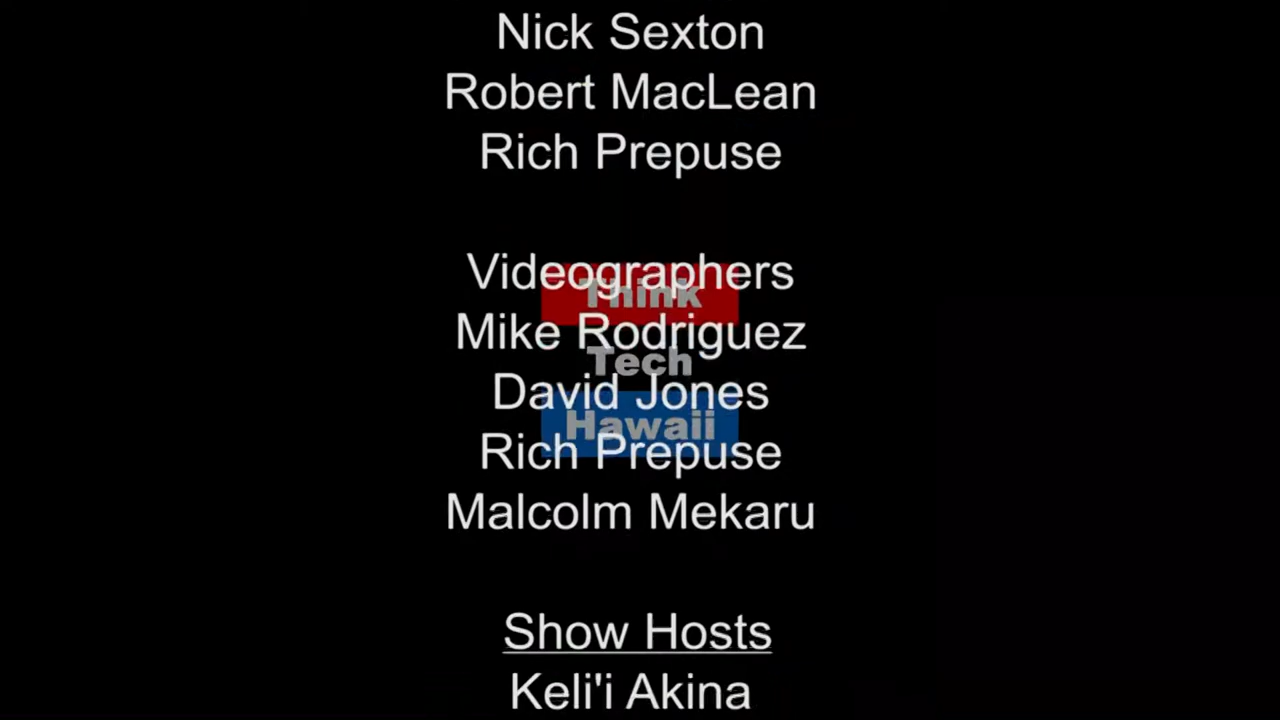 Nick Sexton
Robert MacLean
Rich Prepuse
Videographers
Think
Mike Rodriguez
Tech
David Jones
Hawaii
Rich Prepuse
Malcolm Mekaru
Show Hosts
Keli'i Akina